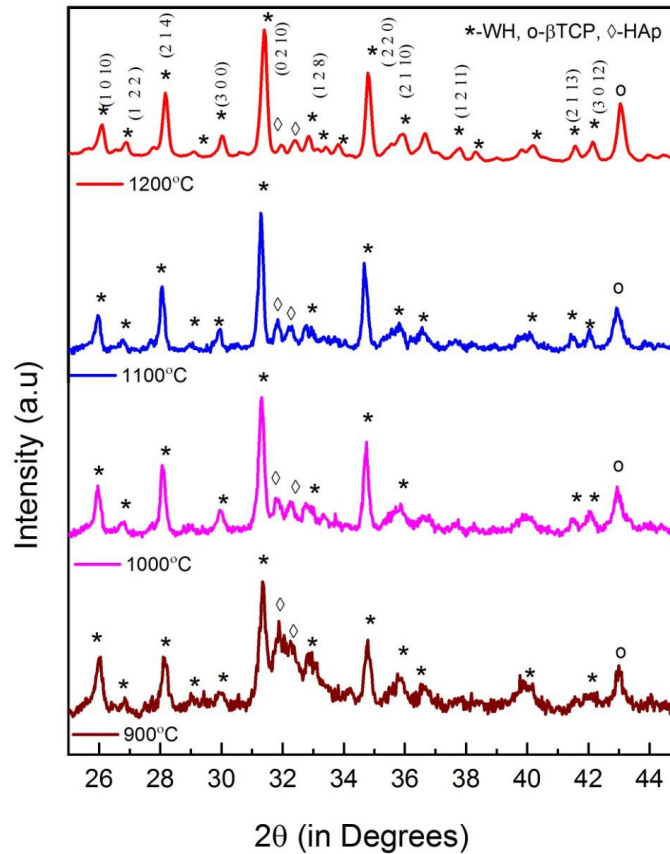 *-WH, o-βTCP, ◊-HAp
(1 0 10)
(1 2 2)
(2 1 4)
(3 0 0)
(0 2 10)
(1 2 8)
(2 2 0)
(2 1 10)
(1 2 11)
(2 1 13)
(3 0 12)
1200°C
1100°C
1000°C
900°C
Intensity (a.u)
26 28 30 32 34 36 38 40 42 44
2θ (in Degrees)